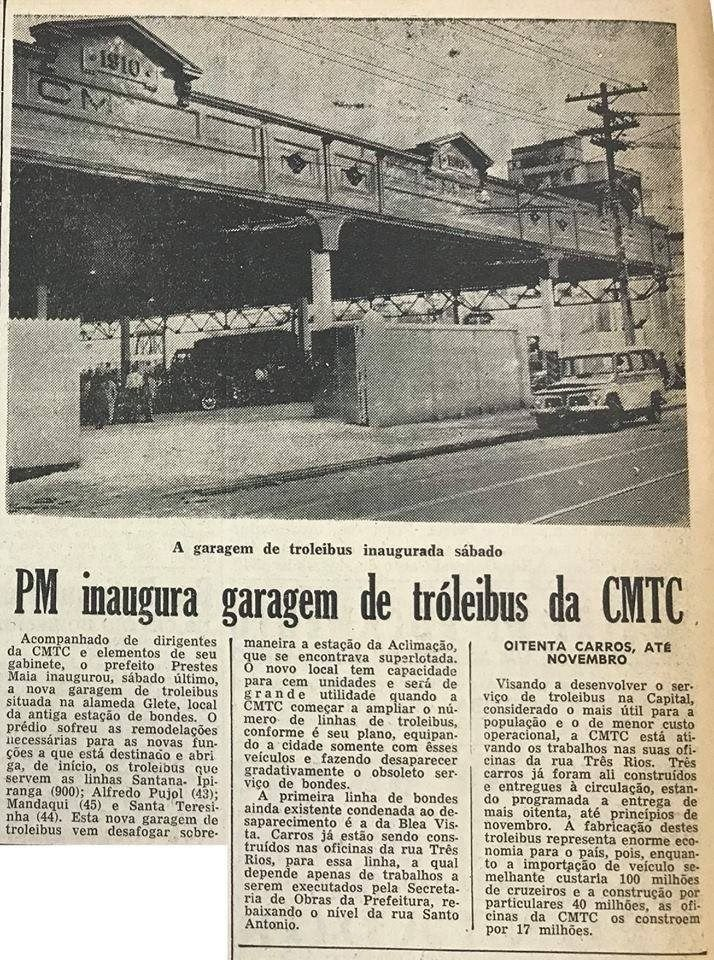 1910
CM
A garagem de troleibus inaugurada sábado
PM inaugura garagem de tróleibus da CMTC
Acompanhado de dirigentes
da CMTC e elementos de seu
gabinete, o prefeito Prestes
Maia inaugurou, sábado último,
a nova garagem de troleibus
situada na alameda Glete, local
da antiga estação de bondes. O
prédio sofreu as remodelações
necessárias para as novas fun-
ções a que está destinado e abri
ga, de início, os troleibus que
servem as linhas Santana- Ipi-
ranga (900); Alfredo Pujol (43);
Mandaqui (45) e Santa Teresi-
nha (44). Esta nova garagem de
troleibus vem desafogar sobre-
maneira a estação da Aclimação,
que se encontrava superlotada.
O novo local tem capacidade
para cem unidades e será de
grande utilidade quando a
CMTC começar a ampliar o nú-
mero de linhas de troleibus,
conforme é seu plano, equipan-
do a cidade somente com êsses
veículos e fazendo desaparecer
gradativamente o obsoleto ser-
viço de bondes.
A primeira linha de bondes
ainda existente condenada ao de-
saparecimento é a da Blea Vis-
ta. Carros já estão sendo cons-
truídos nas oficinas da rua Três
Rios, para essa linha, a qual
depende apenas de trabalhos a
serem executados pela Secreta-
ria de Obras da Prefeitura, re-
baixando o nível da rua Santo
Antonio.
OITENTA CARROS, ATÉ
NOVEMBRO
Visando a desenvolver o ser-
viço de troleibus na Capital,
considerado o mais útil para a
população e o de menor custo
operacional, a CMTC está ati-
vando os trabalhos nas suas ofi-
cinas da rua Três Rios. Três
carros já foram ali construídos
e entregues à circulação, estan-
do programada a entrega de
mais oitenta, até princípios de
novembro. A fabricação destes
troleibus representa enorme eco-
nomia para o país, pois, enquan-
to a importação de veículo se-
melhante custaria 100 milhões
de cruzeiros e a construção por
particulares 40 milhões, as ofi-
cinas da CMTC os constroem
por 17 milhões.